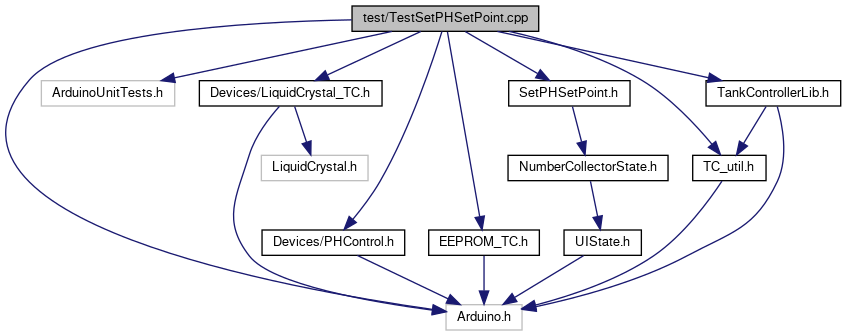 test/TestSetPHSetPoint.cpp
ArduinoUnitTests.h
Devices/LiquidCrystal_TC.h
SetPHSetPoint.h
TankControllerLib.h
LiquidCrystal.h
NumberCollectorState.h
TC_util.h
Devices/PHControl.h
EEPROM_TC.h
UIState.h
Arduino.h